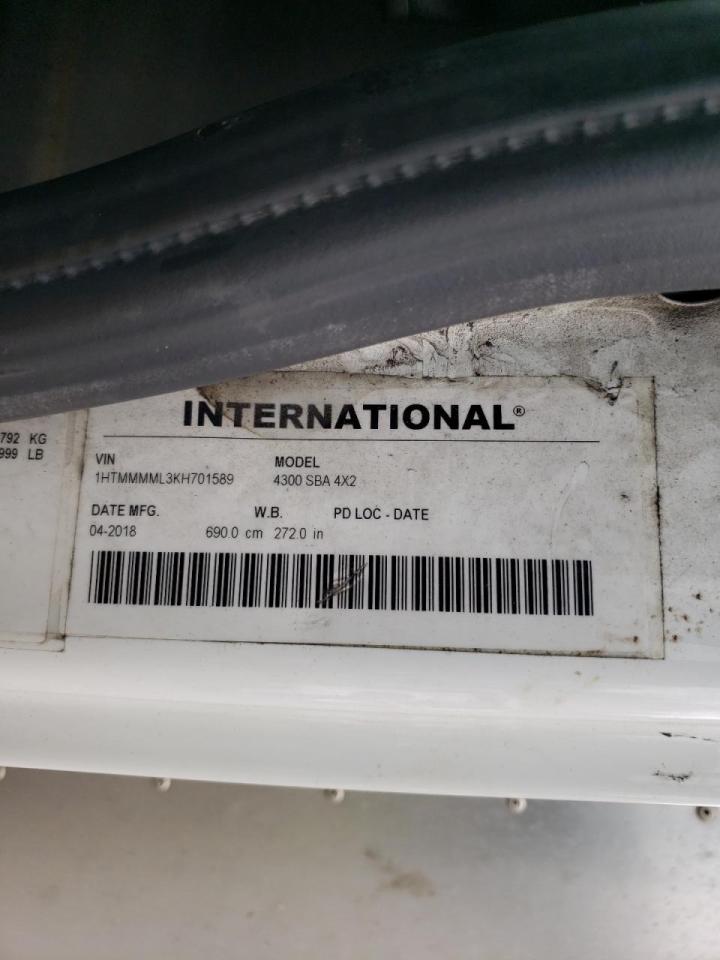 INTERNATIONAL®
792 KG
999 LB
VIN MODEL
1HTMMMML3KH701589 4300 SBA 4X2
DATE MFG. W.B. PD LOC - DATE
04-2018 690.0 cm 272.0 in